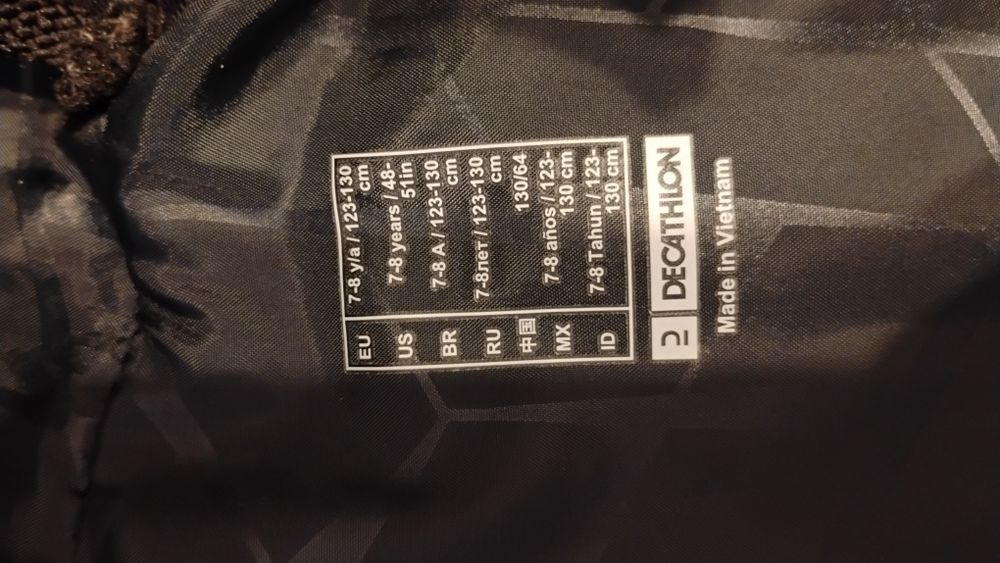 EU 7-8 y/a / 123-130
cm
US 7-8 years / 48-
51in
BR 7-8 A / 123-130
cm
RU 7-8лет / 123-130
cm
中国 130/64
MX 7-8 años / 123-
130 cm
ID 7-8 Tahun / 123-
130 cm
DECATHLON
Made in Vietnam